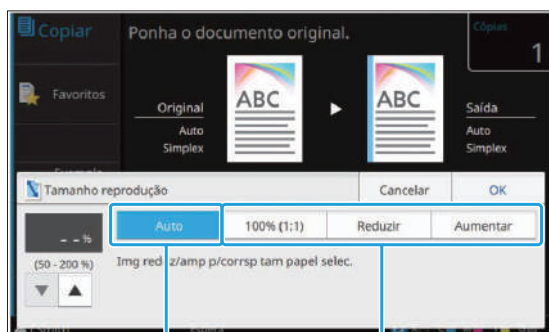 Copiar
Ponha o documento original.
Cópias
1
Favoritos
ABC
ABC
Original
Saída
Auto
Auto
Simplex
Simplex
Tamanho reprodução
Cancelar
OK
Auto
100% (1:1)
Reduzir
Aumentar
- - %
(50 - 200 %)
Img reduz/amp p/corrsp tam papel selec.